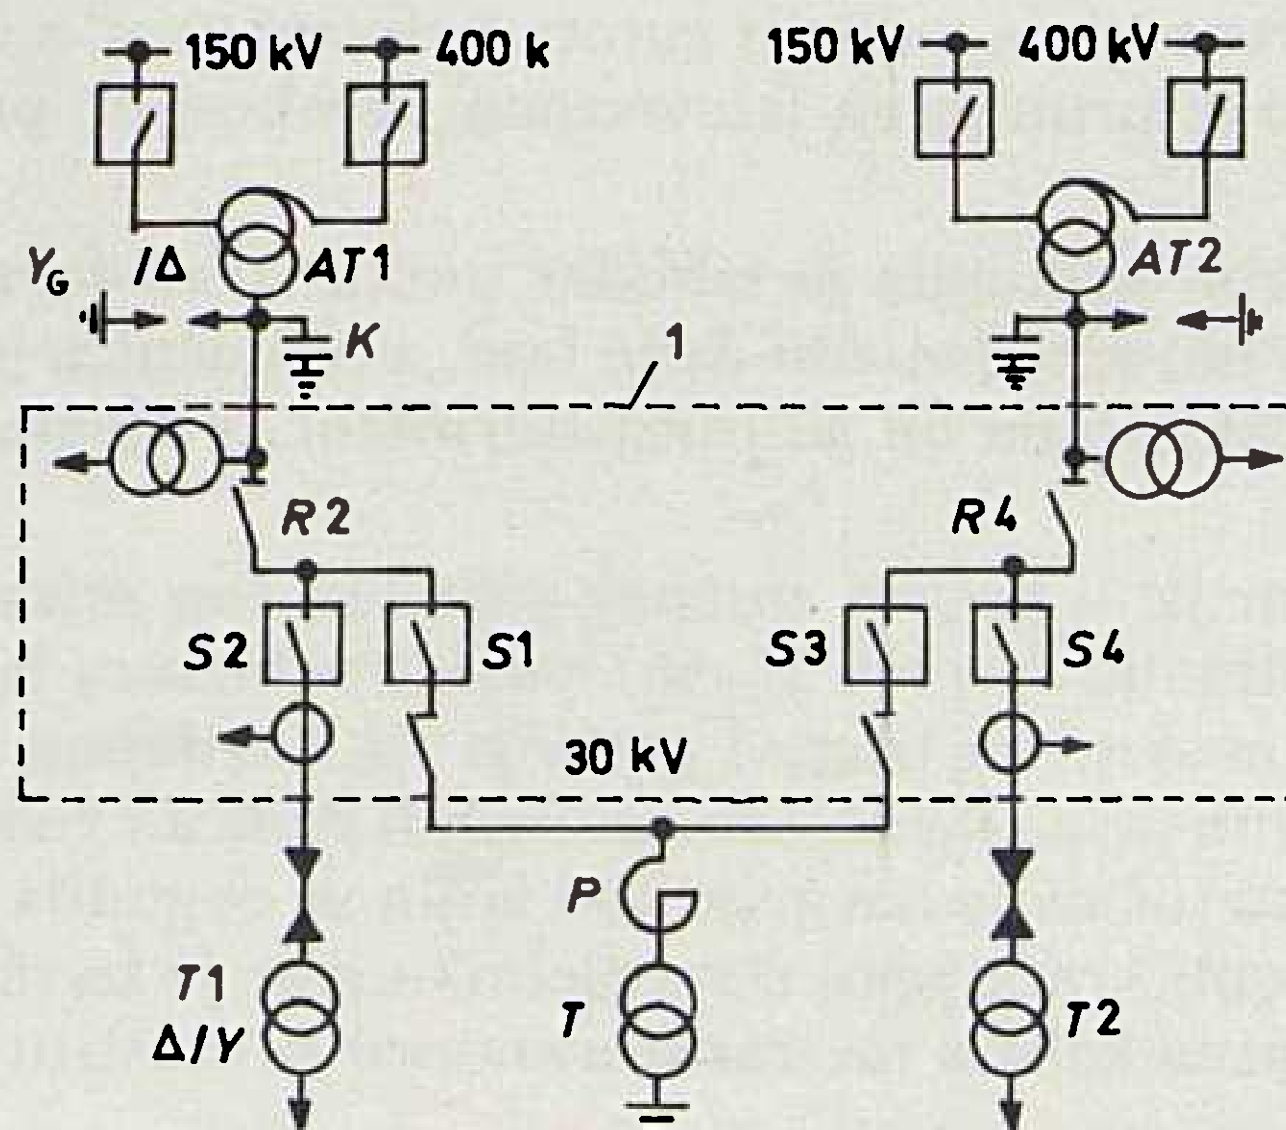 150 kV 400 k 150 kV 400 kV
Y_G /Δ AT1 AT2
K 1
R2 R4
S2 S1 S3 S4
30 kV
P
T1 T T2
Δ/Y